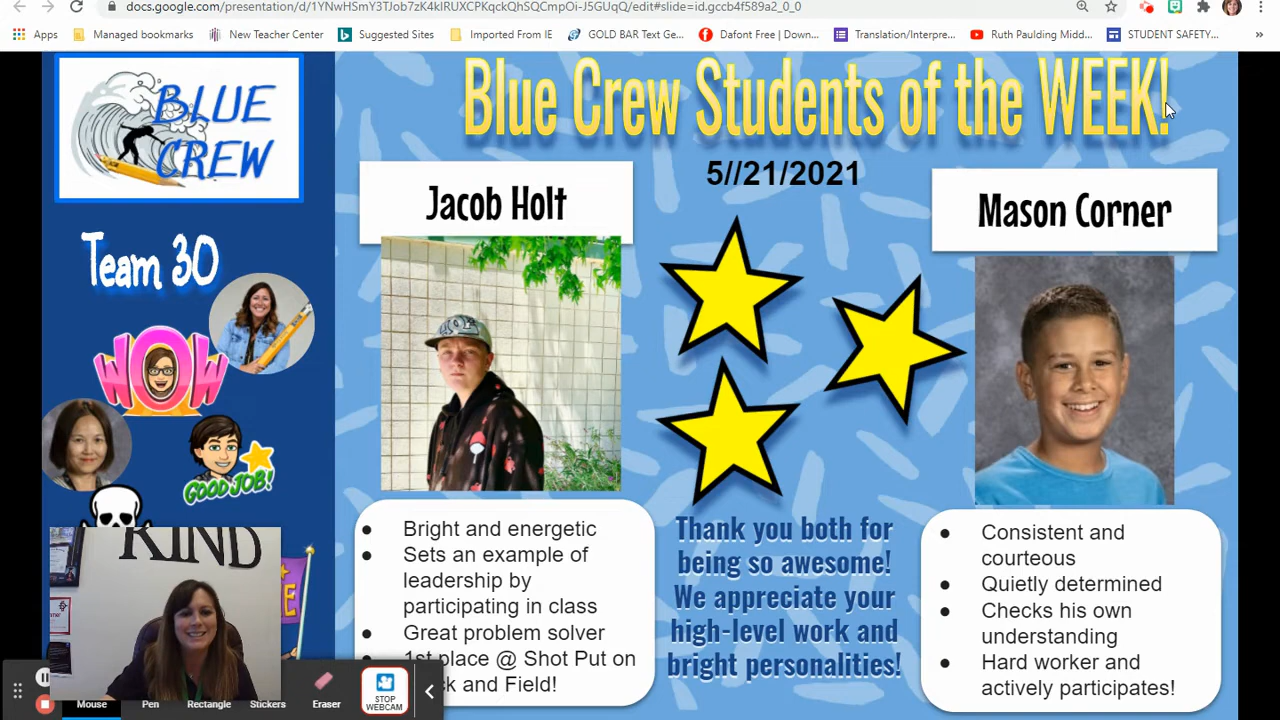 docs.google.com/presentation/d/1YNwHSmY3TJob7zK4klRUXCPKqckQhSQCmpOi-J5GUqQ/edit#slide=id.gccb4f589a2_0_0
Apps Managed bookmarks New Teacher Center Suggested Sites Imported From IE GOLD BAR Text Ge... Dafont Free | Down... Translation/Interpre... Ruth Paulding Midd... STUDENT SAFETY... »
BLUE
CREW
Blue Crew Students of the WEEK!
5//21/2021
Jacob Holt
Mason Corner
Team 30
WOW
GOOD JOB!
KIND
Bright and energetic
Sets an example of
leadership by
participating in class
Great problem solver
1st place @ Shot Put on
k and Field!
Thank you both for
being so awesome!
We appreciate your
high-level work and
bright personalities!
Consistent and
courteous
Quietly determined
Checks his own
understanding
Hard worker and
actively participates!
Mouse Pen Rectangle Stickers Eraser STOP
WEBCAM